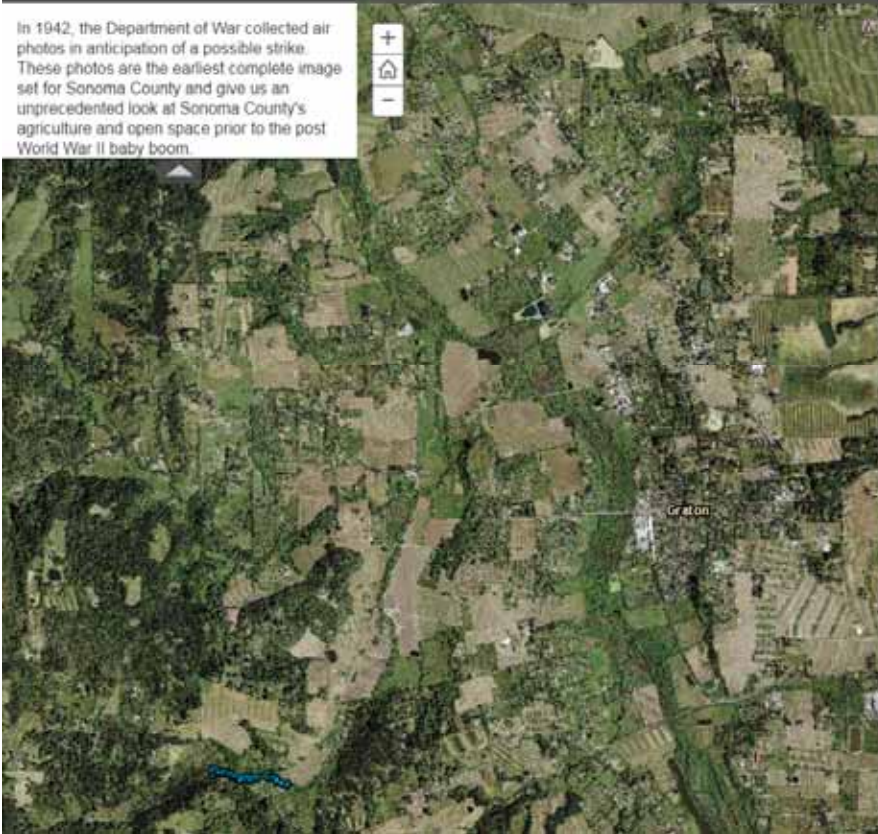 In 1942, the Department of War collected air
photos in anticipation of a possible strike.
These photos are the earliest complete image
set for Sonoma County and give us an
unprecedented look at Sonoma County's
agriculture and open space prior to the post
World War II baby boom.
Graton